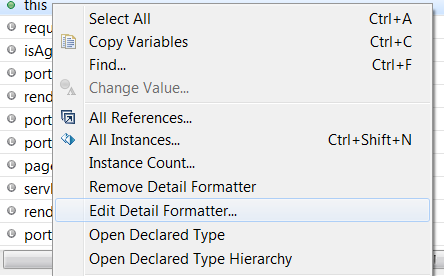 this
Select All Ctrl+A
requ
Copy Variables Ctrl+C
isAg
Find... Ctrl+F
port
Change Value...
rend
port
All References...
port
All Instances... Ctrl+Shift+N
page
Instance Count...
servl
Remove Detail Formatter
rend
Edit Detail Formatter...
port
Open Declared Type
Open Declared Type Hierarchy